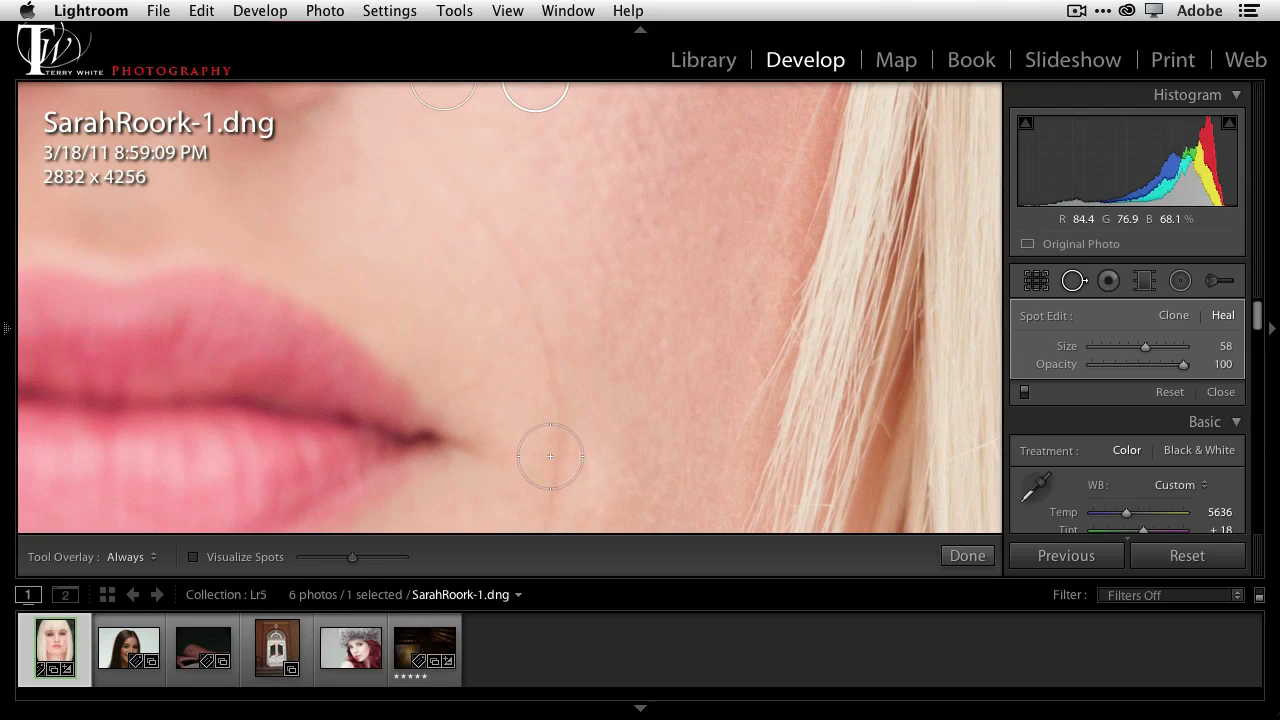 Lightroom File Edit Develop Photo Settings Tools View Window Help Adobe
TW TERRY WHITE PHOTOGRAPHY
Library Develop Map Book Slideshow Print Web
SarahRoork-1.dng
3/18/11 8:59:09 PM
2832 x 4256
Histogram
R 84.4 G 76.9 B 68.1 %
Original Photo
Spot Edit : Clone Heal
Size 58
Opacity 100
Reset Close
Basic
Treatment : Color Black & White
WB : Custom
Temp 5636
Tint + 18
Tool Overlay : Always Visualize Spots Done
Previous Reset
1 2 Collection : Lr5 6 photos / 1 selected / SarahRoork-1.dng Filter : Filters Off